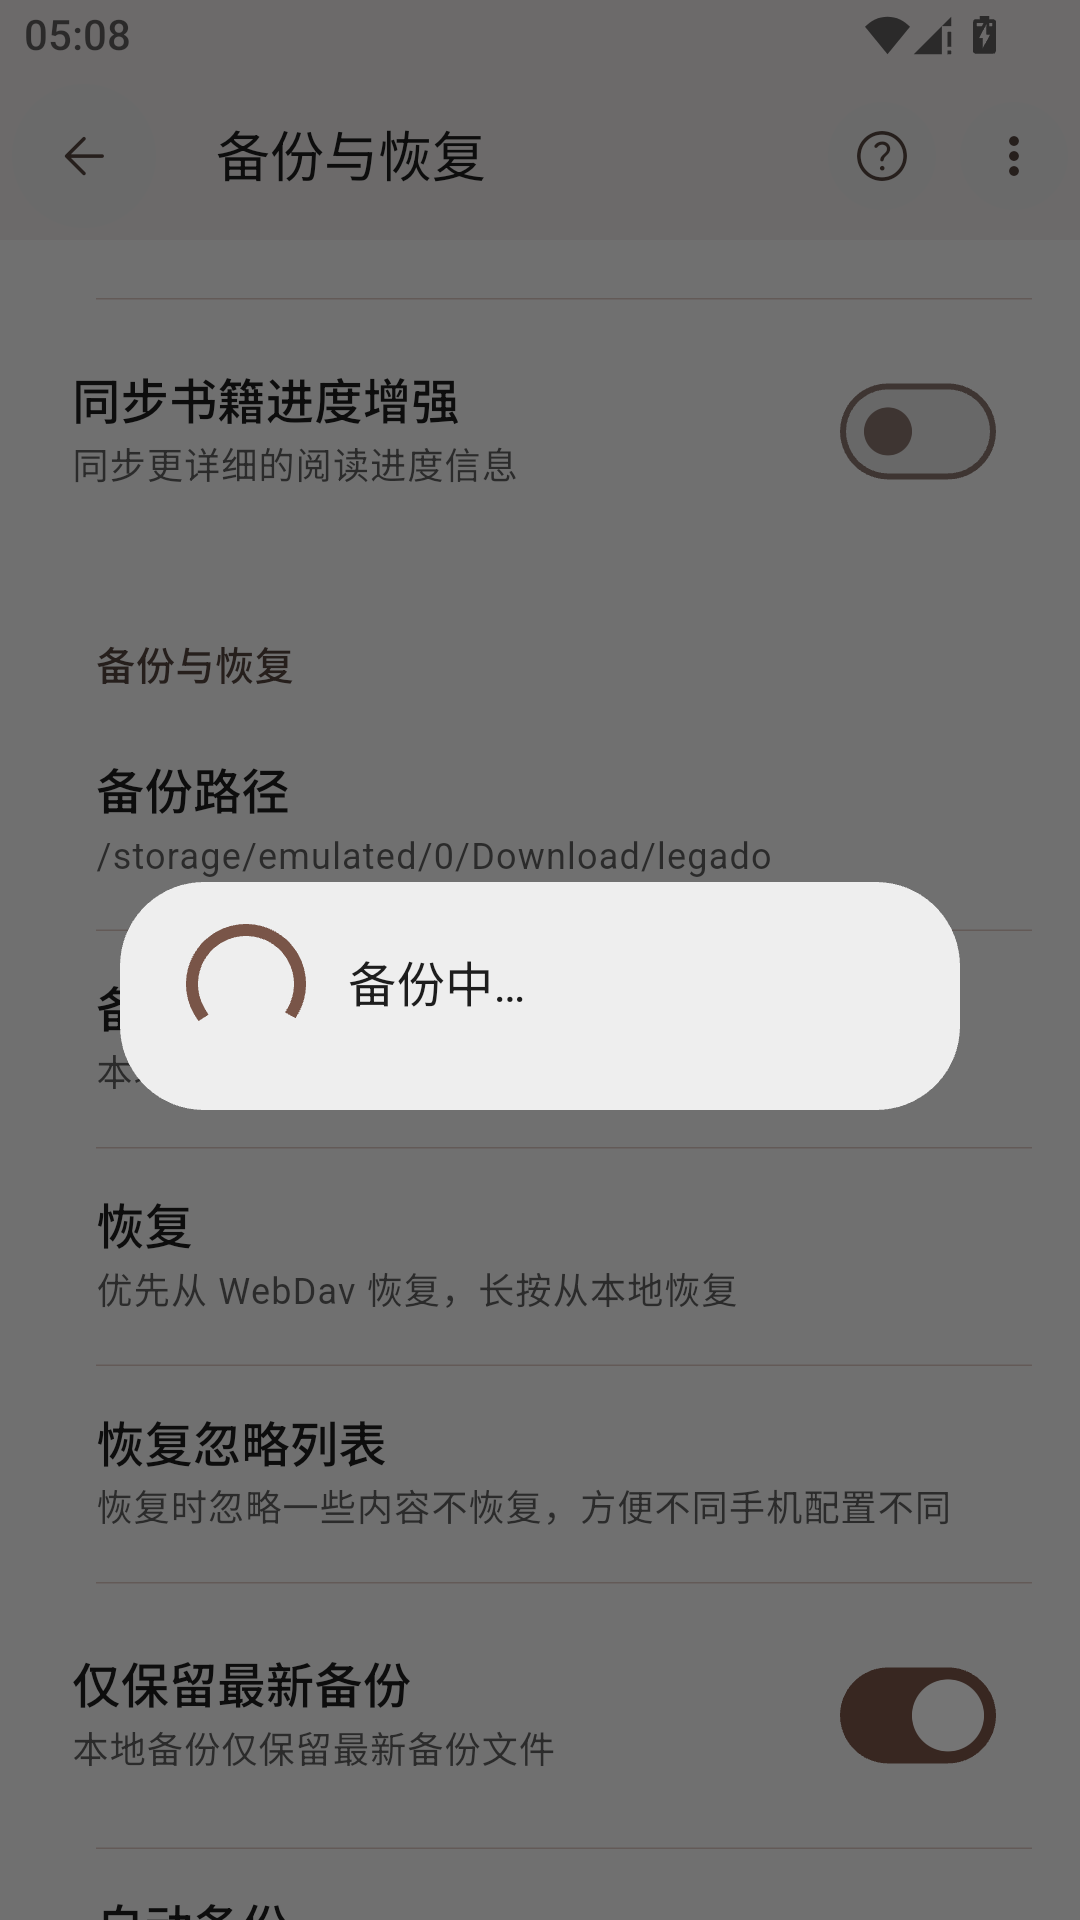 05:08
备份与恢复
同步书籍进度增强
同步更详细的阅读进度信息
备份与恢复
备份路径
/storage/emulated/0/Download/legado
备份中...
恢复
优先从 WebDav 恢复，长按从本地恢复
恢复忽略列表
恢复时忽略一些内容不恢复，方便不同手机配置不同
仅保留最新备份
本地备份仅保留最新备份文件
自动备份